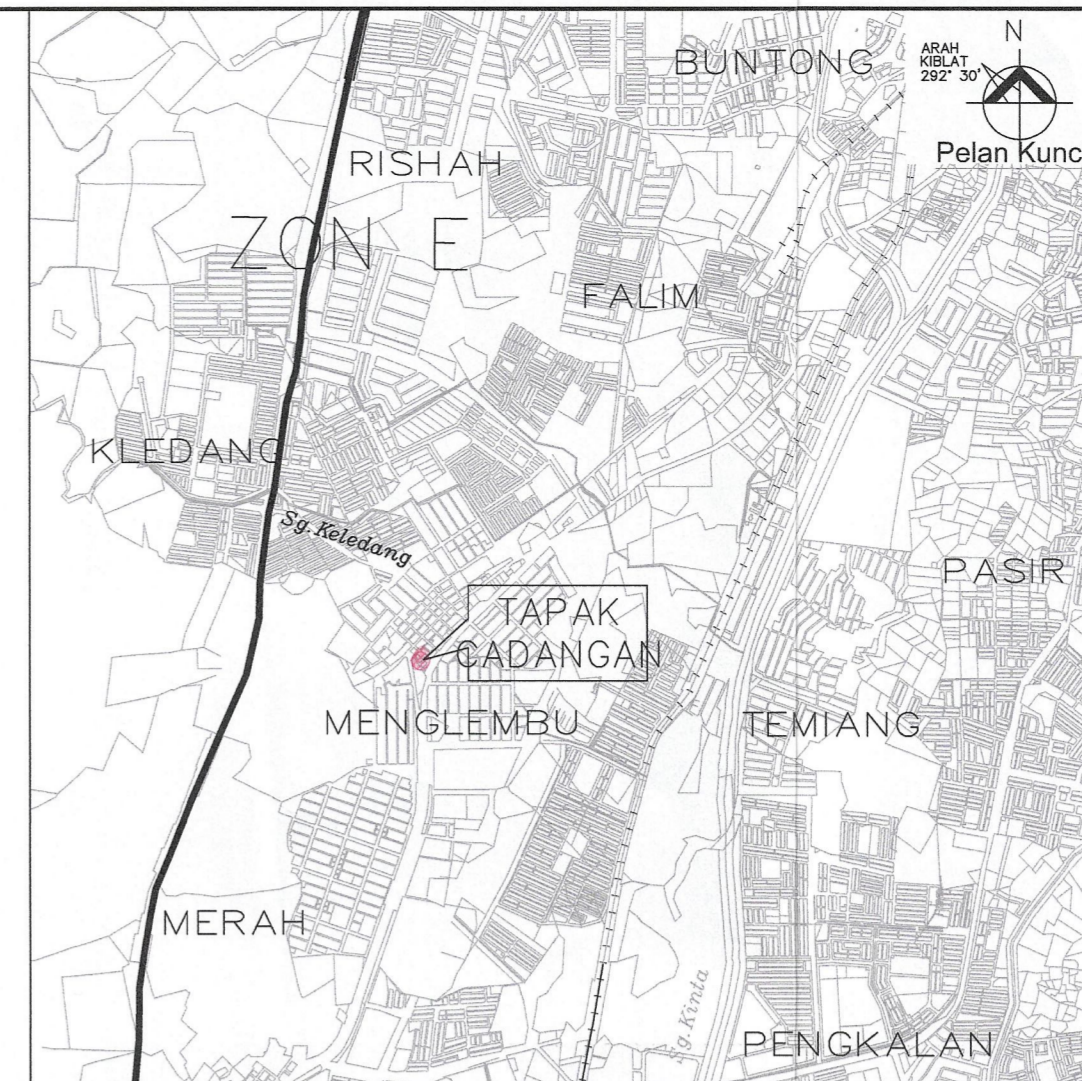 BUNTONG
N
ARAH
KIBLAT
292° 30'
Pelan Kunc
RISHAH
ZON E
FALIM
KLEDANG
Sg. Keledang
PASIR
TAPAK
CADANGAN
MENGLEMBU
TEMIANG
MERAH
Sg. Kinta
PENGKALAN